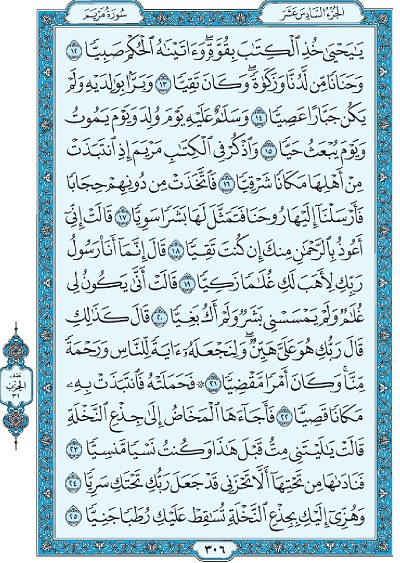 الجزء السادس عشر
سورة مريم
يَٰيَحۡيَىٰ خُذِ ٱلۡكِتَٰبَ بِقُوَّةٖۖ وَءَاتَيۡنَٰهُ ٱلۡحُكۡمَ صَبِيّٗا ١٢
وَحَنَانٗا مِّن لَّدُنَّا وَزَكَوٰةٗۖ وَكَانَ تَقِيّٗا ١٣ وَبَرَّۢا بِوَٰلِدَيۡهِ وَلَمۡ
يَكُن جَبَّارًا عَصِيّٗا ١٤ وَسَلَٰمٌ عَلَيۡهِ يَوۡمَ وُلِدَ وَيَوۡمَ يَمُوتُ
وَيَوۡمَ يُبۡعَثُ حَيّٗا ١٥ وَٱذۡكُرۡ فِي ٱلۡكِتَٰبِ مَرۡيَمَ إِذِ ٱنتَبَذَتۡ
مِنۡ أَهۡلِهَا مَكَانٗا شَرۡقِيّٗا ١٦ فَٱتَّخَذَتۡ مِن دُونِهِمۡ حِجَابٗا
فَأَرۡسَلۡنَآ إِلَيۡهَا رُوحَنَا فَتَمَثَّلَ لَهَا بَشَرٗا سَوِيّٗا ١٧ قَالَتۡ إِنِّيٓ
أَعُوذُ بِٱلرَّحۡمَٰنِ مِنكَ إِن كُنتَ تَقِيّٗا ١٨ قَالَ إِنَّمَآ أَنَا۠ رَسُولُ
رَبِّكِ لِأَهَبَ لَكِ غُلَٰمٗا زَكِيّٗا ١٩ قَالَتۡ أَنَّىٰ يَكُونُ لِي
غُلَٰمٞ وَلَمۡ يَمۡسَسۡنِي بَشَرٞ وَلَمۡ أَكُ بَغِيّٗا ٢٠ قَالَ كَذَٰلِكِ
قَالَ رَبُّكِ هُوَ عَلَيَّ هَيِّنٞۖ وَلِنَجۡعَلَهُۥٓ ءَايَةٗ لِّلنَّاسِ وَرَحۡمَةٗ
مِّنَّاۚ وَكَانَ أَمۡرٗا مَّقۡضِيّٗا ٢١ ۞ فَحَمَلَتۡهُ فَٱنتَبَذَتۡ بِهِۦ
مَكَانٗا قَصِيّٗا ٢٢ فَأَجَآءَهَا ٱلۡمَخَاضُ إِلَىٰ جِذۡعِ ٱلنَّخۡلَةِ
قَالَتۡ يَٰلَيۡتَنِي مِتُّ قَبۡلَ هَٰذَا وَكُنتُ نَسۡيٗا مَّنسِيّٗا ٢٣
فَنَادَىٰهَا مِن تَحۡتِهَآ أَلَّا تَحۡزَنِي قَدۡ جَعَلَ رَبُّكِ تَحۡتَكِ سَرِيّٗا ٢٤
وَهُزِّيٓ إِلَيۡكِ بِجِذۡعِ ٱلنَّخۡلَةِ تُسَٰقِطۡ عَلَيۡكِ رُطَبٗا جَنِيّٗا ٢٥
نصف
الحزب
٣١
٣٠٦